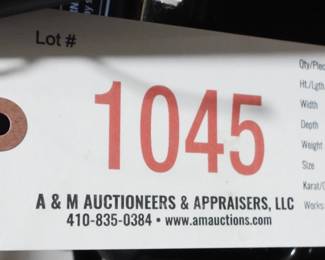 Lot #
1045
A & M AUCTIONEERS & APPRAISERS, LLC
410-835-0384 • www.amauctions.com
Qty/Piec
Ht./Lgth.
Width
Depth
Weight
Size
Karat/C
Works